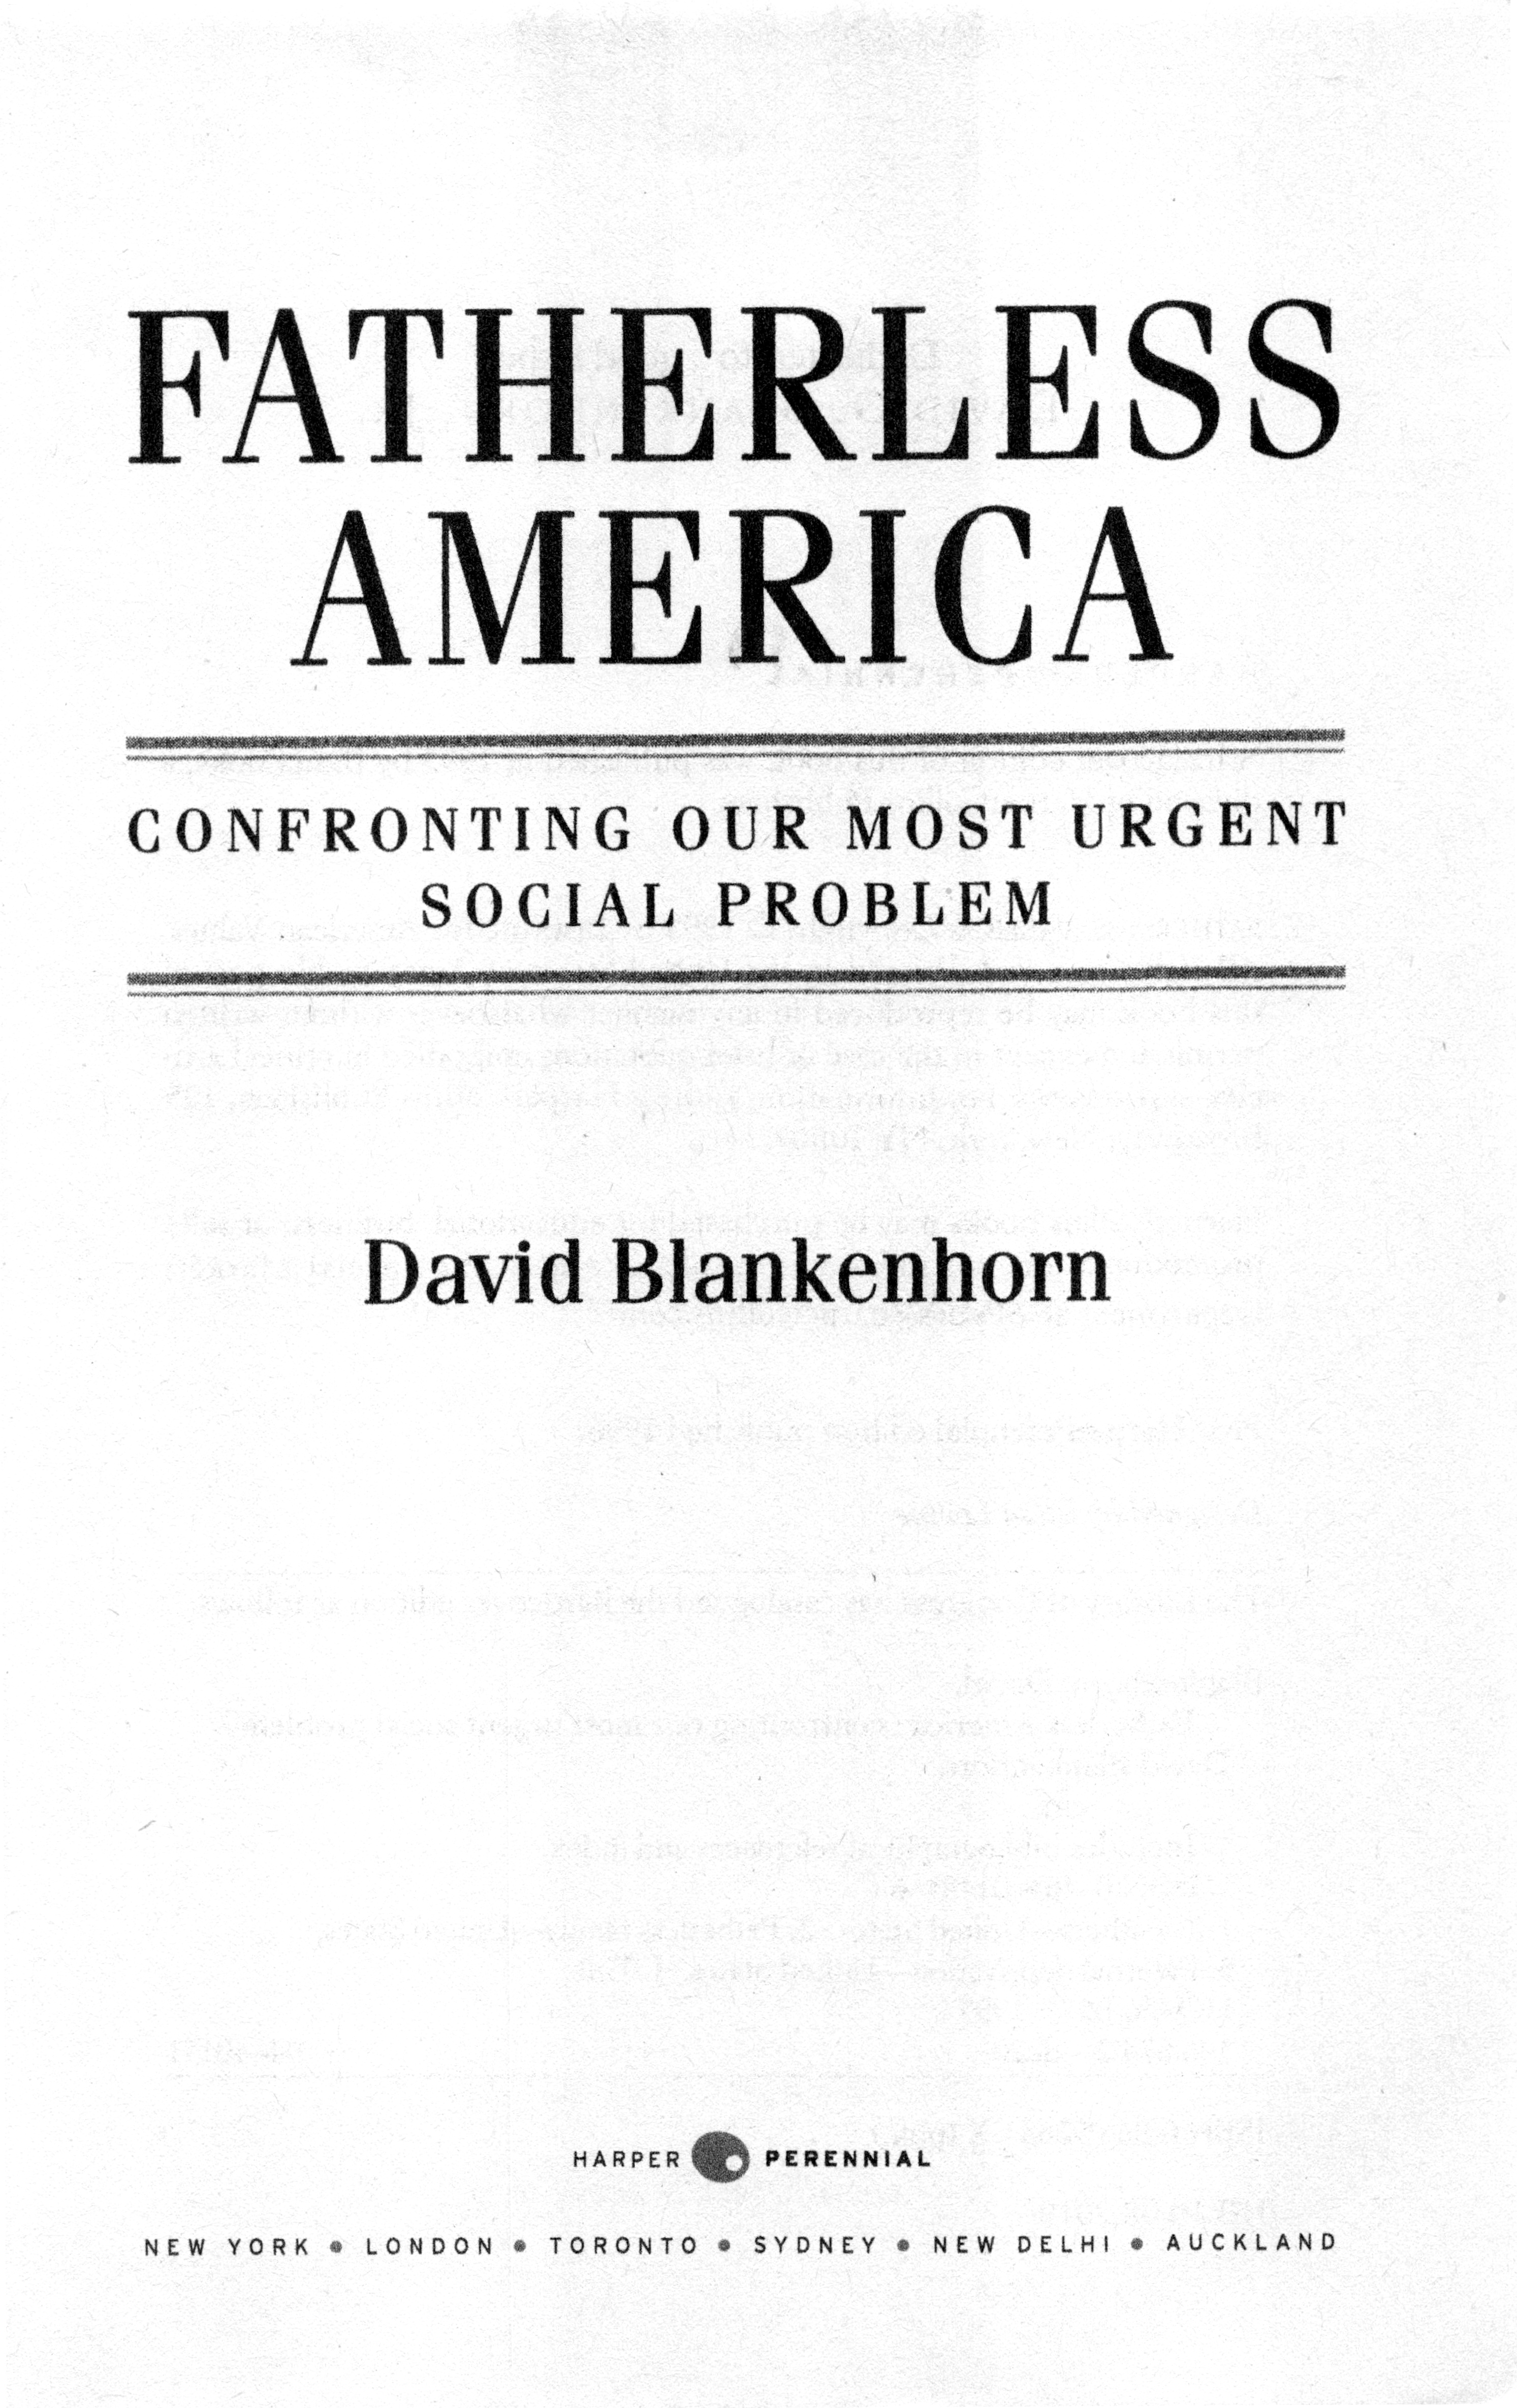 FATHERLESS
AMERICA
CONFRONTING OUR MOST URGENT
SOCIAL PROBLEM
David Blankenhorn
HARPER PERENNIAL
NEW YORK • LONDON • TORONTO • SYDNEY • NEW DELHI • AUCKLAND